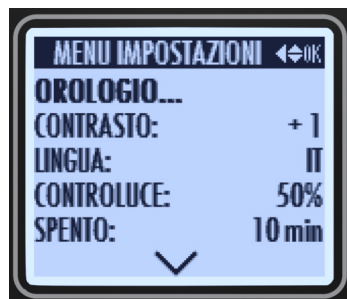 MENU IMPOSTAZIONI OK
OROLOGIO...
CONTRASTO: + 1
LINGUA: IT
CONTROLUCE: 50%
SPENTO: 10 min